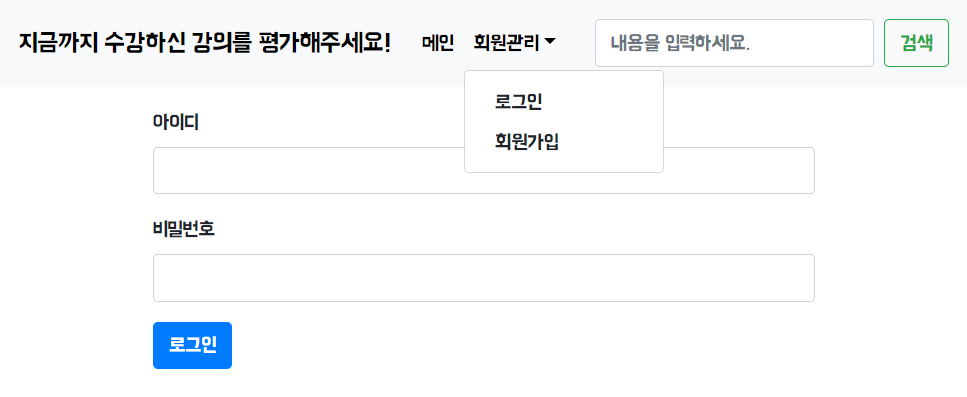 지금까지 수강하신 강의를 평가해주세요! 메인 회원관리 내용을 입력하세요. 검색
로그인
회원가입
아이디
비밀번호
로그인